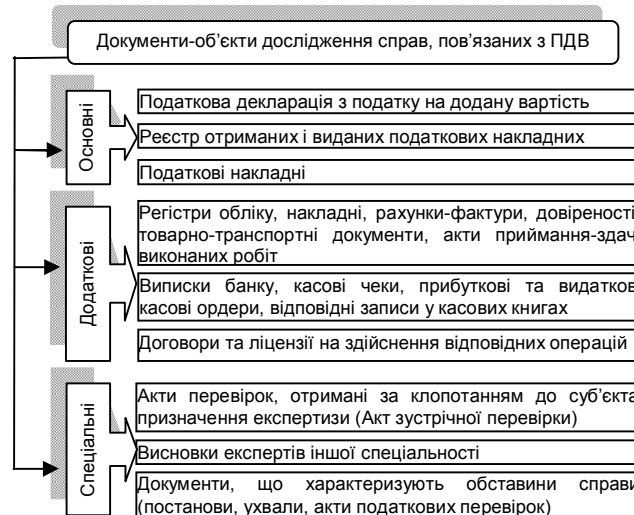 Документи-об’єкти дослідження справ, пов’язаних з ПДВ
Основні
Податкова декларація з податку на додану вартість
Реєстр отриманих і виданих податкових накладних
Податкові накладні
Додаткові
Регістри обліку, накладні, рахунки-фактури, довіреності
товарно-транспортні документи, акти приймання-здач
виконаних робіт
Виписки банку, касові чеки, прибуткові та видатков
касові ордери, відповідні записи у касових книгах
Договори та ліцензії на здійснення відповідних операцій
Спеціальні
Акти перевірок, отримані за клопотанням до суб’єкта
призначення експертизи (Акт зустрічної перевірки)
Висновки експертів іншої спеціальності
Документи, що характеризують обставини справи
(постанови, ухвали, акти податкових перевірок)